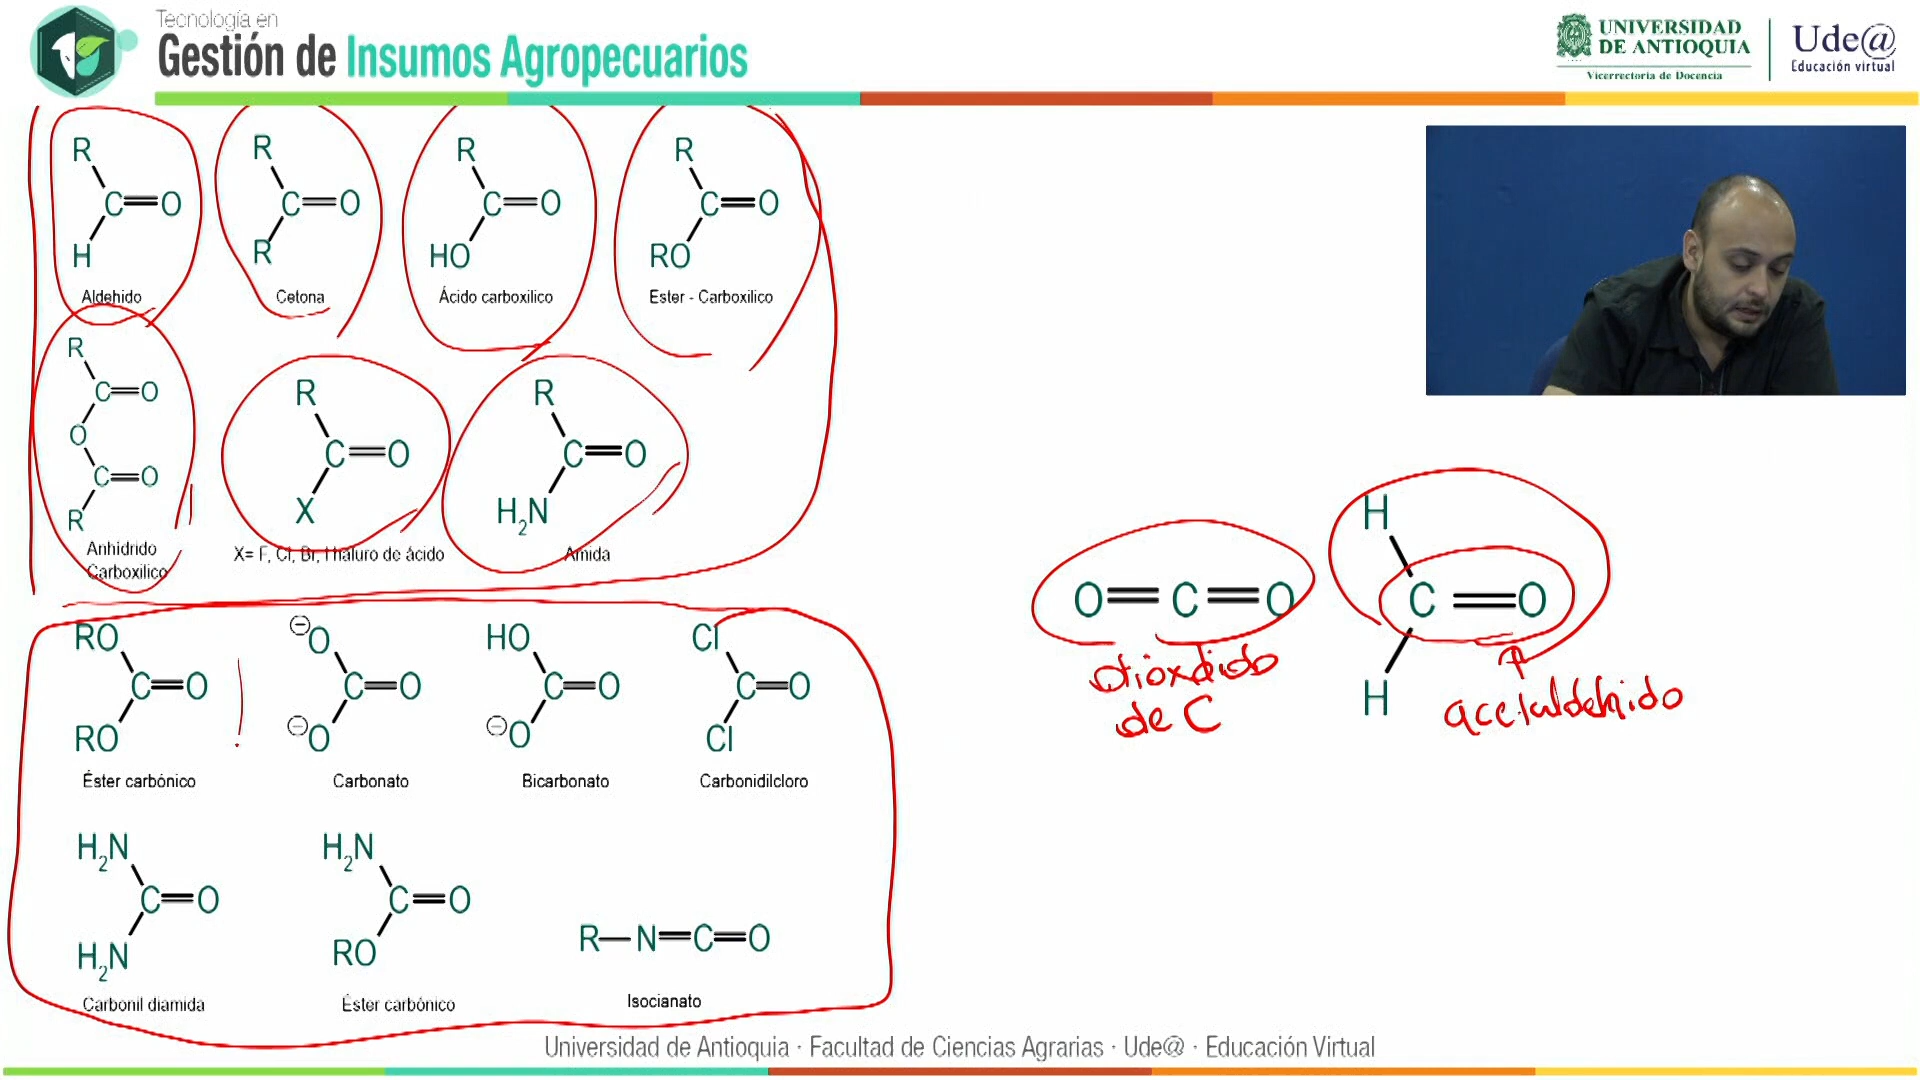 Tecnología en
Gestión de Insumos Agropecuarios
UNIVERSIDAD
DE ANTIOQUIA
Vicerrectoría de Docencia
Ude@
Educación virtual
R
C=O
H
Aldehido
R
C=O
R
Cetona
R
C=O
HO
Ácido carboxilico
R
C=O
RO
Ester - Carboxilico
R
C=O
O
C=O
R
Anhidrido
Carboxilico
R
C=O
X
X= F, Cl, Br, I haluro de ácido
R
C=O
H₂N
Amida
O=C=O
dióxdido
de C
H
C=O
H
acetaldehido
RO
C=O
RO
Éster carbónico
⊖O
C=O
⊖O
Carbonato
HO
C=O
⊖O
Bicarbonato
Cl
C=O
Cl
Carbonidilcloro
H₂N
C=O
H₂N
Carbonil diamida
H₂N
C=O
RO
Éster carbónico
R—N=C=O
Isocianato
Universidad de Antioquia · Facultad de Ciencias Agrarias · Ude@ · Educación Virtual